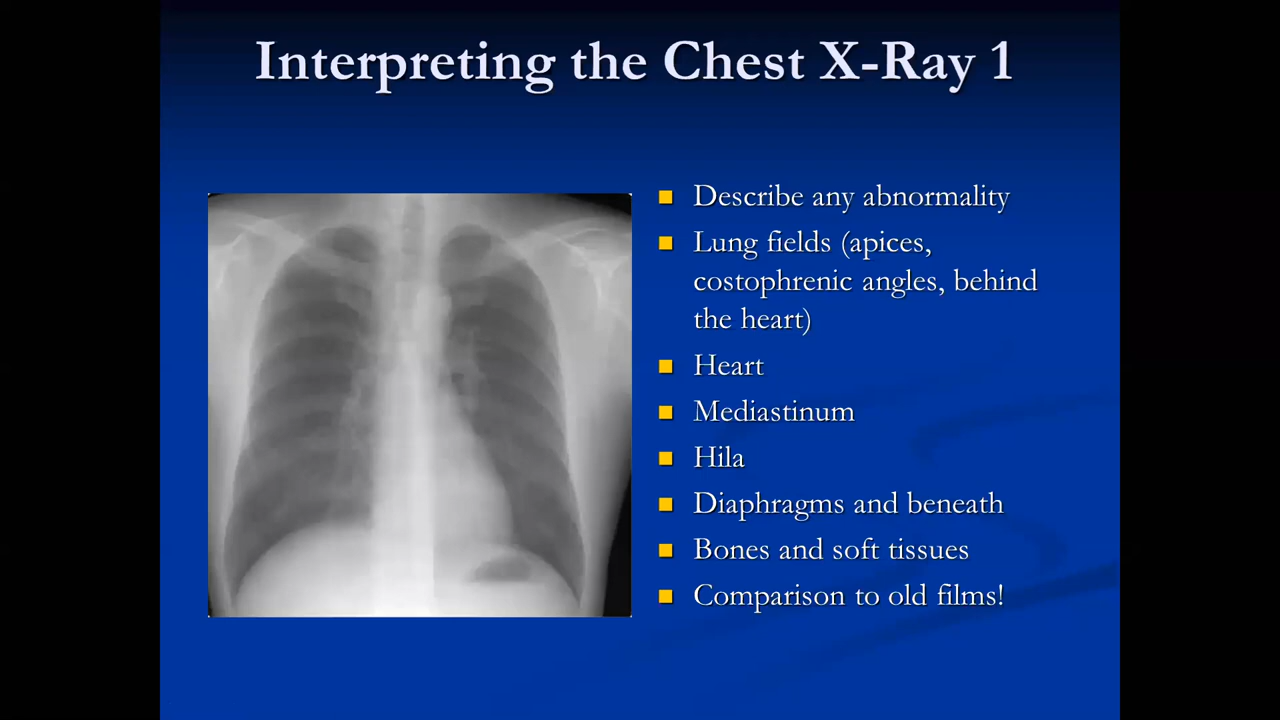 Interpreting the Chest X-Ray 1
Describe any abnormality
Lung fields (apices,
costophrenic angles, behind
the heart)
Heart
Mediastinum
Hila
Diaphragms and beneath
Bones and soft tissues
Comparison to old films!